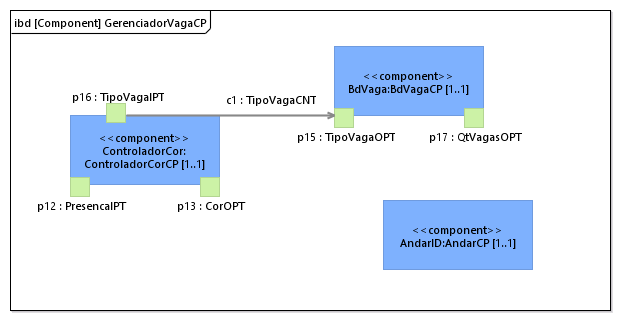 ibd [Component] GerenciadorVagaCP
<<component>>
BdVaga:BdVagaCP [1..1]
p16 : TipoVagaIPT
c1 : TipoVagaCNT
p15 : TipoVagaOPT
p17 : QtVagasOPT
<<component>>
ControladorCor:
ControladorCorCP [1..1]
p12 : PresencaIPT
p13 : CorOPT
<<component>>
AndarID:AndarCP [1..1]